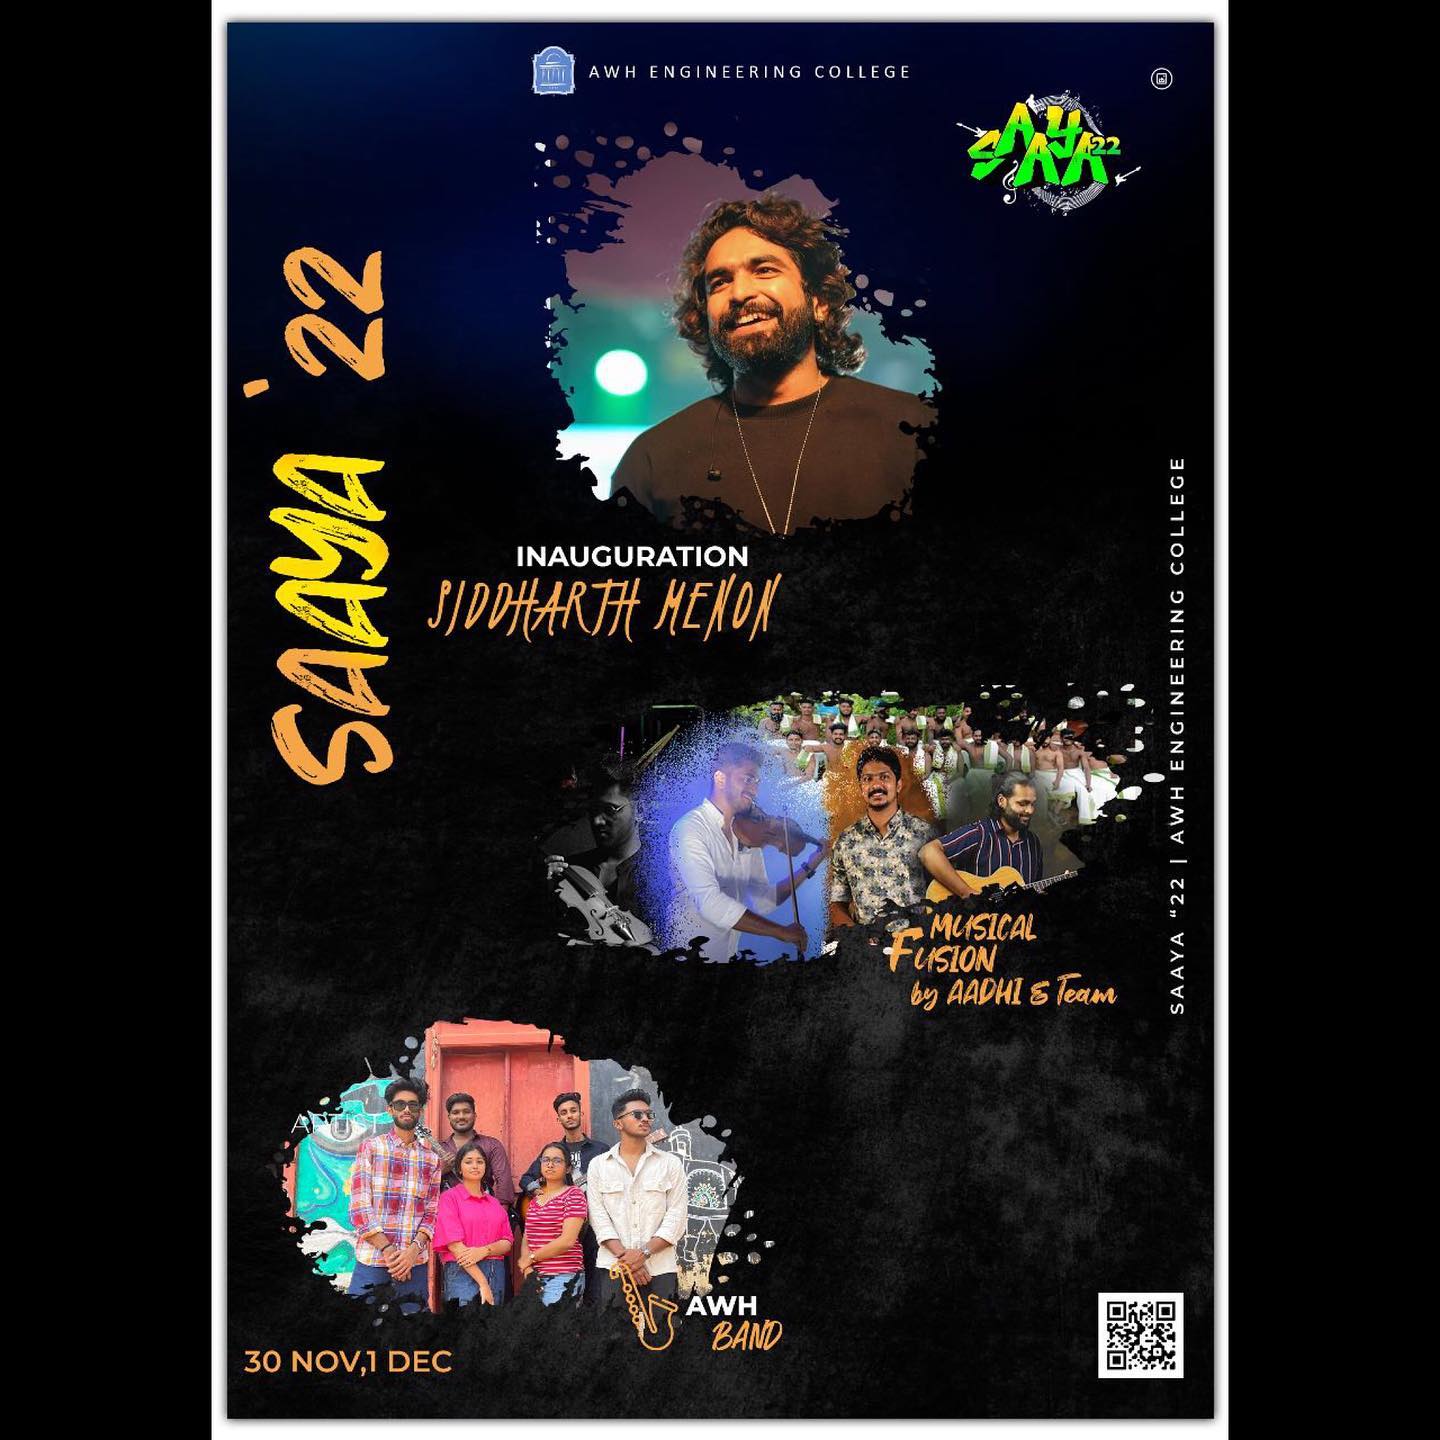 AWH ENGINEERING COLLEGE
SAAYA 22
SAAYA '22
INAUGURATION
SIDDHARTH MENON
MUSICAL
FUSION
by AADHI & Team
SAAYA “22 | AWH ENGINEERING COLLEGE
ARTIST
AWH
BAND
30 NOV,1 DEC